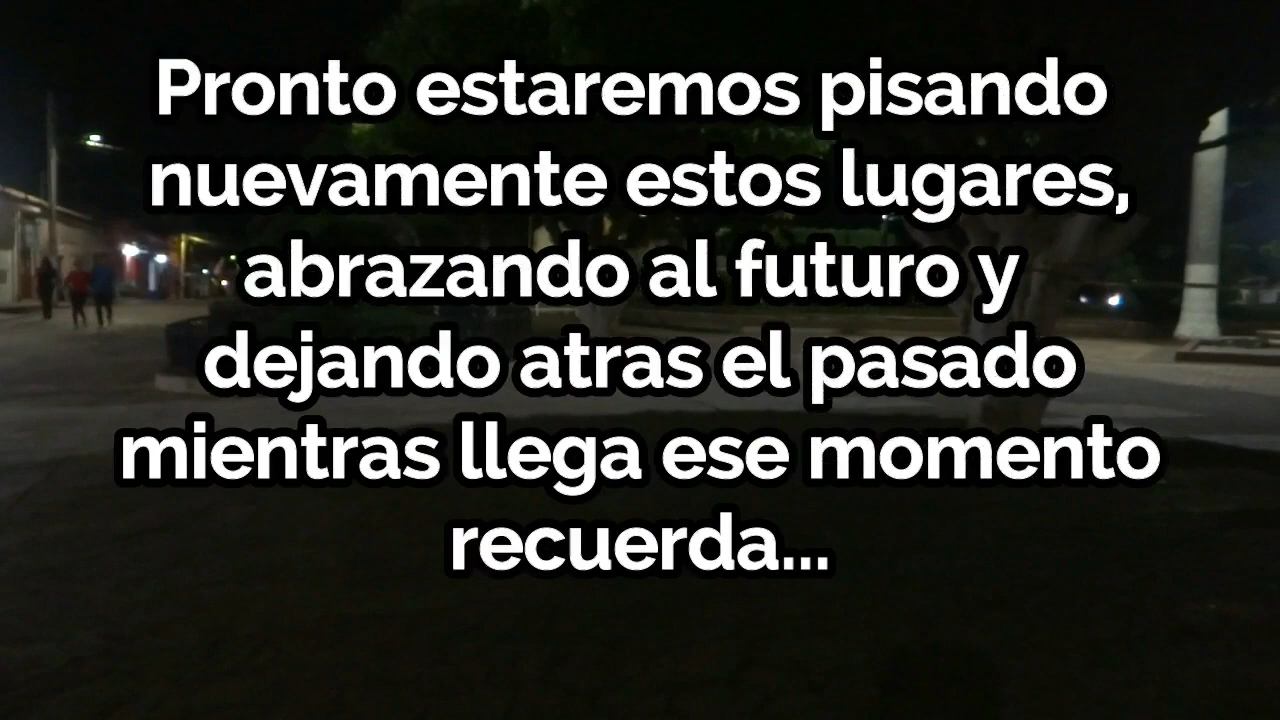 Pronto estaremos pisando
nuevamente estos lugares,
abrazando al futuro y
dejando atras el pasado
mientras llega ese momento
recuerda...